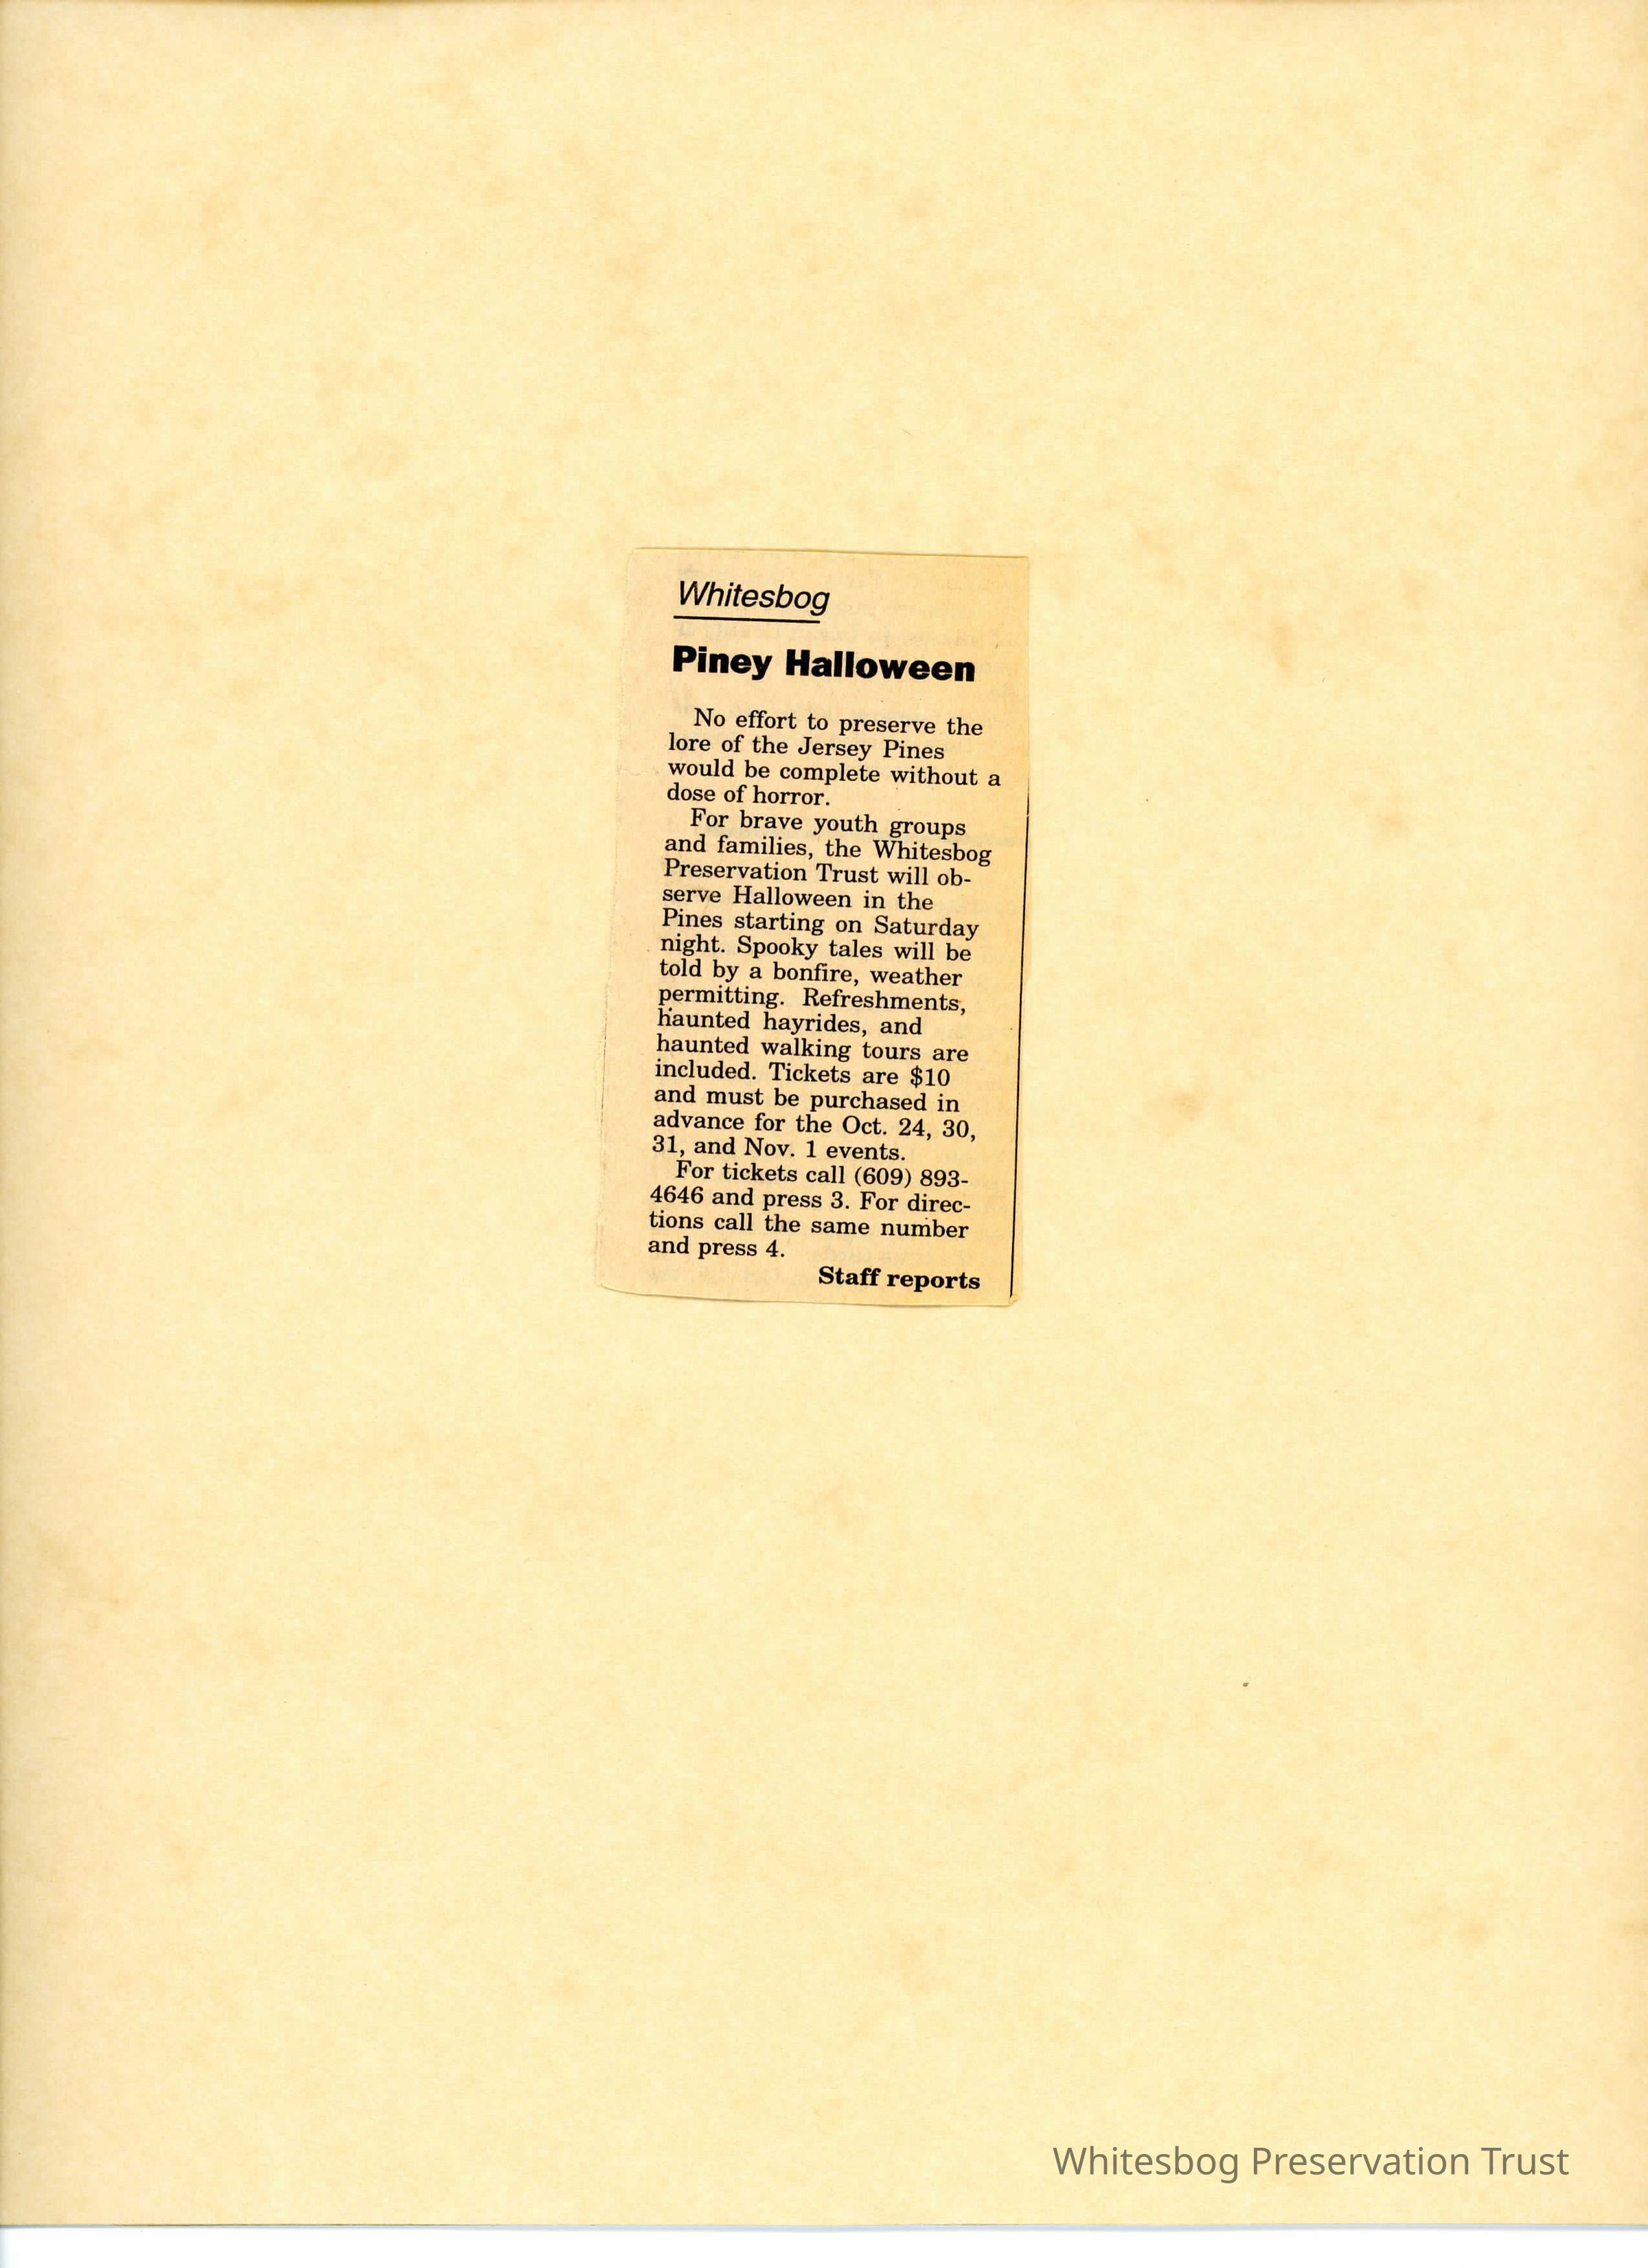 Whitesbog
Piney Halloween
No effort to preserve the
lore of the Jersey Pines
would be complete without a
dose of horror.
For brave youth groups
and families, the Whitesbog
Preservation Trust will ob-
serve Halloween in the
Pines starting on Saturday
night. Spooky tales will be
told by a bonfire, weather
permitting. Refreshments,
haunted hayrides, and
haunted walking tours are
included. Tickets are $10
and must be purchased in
advance for the Oct. 24, 30,
31, and Nov. 1 events.
For tickets call (609) 893-
4646 and press 3. For direc-
tions call the same number
and press 4.
Staff reports
Whitesbog Preservation Trust